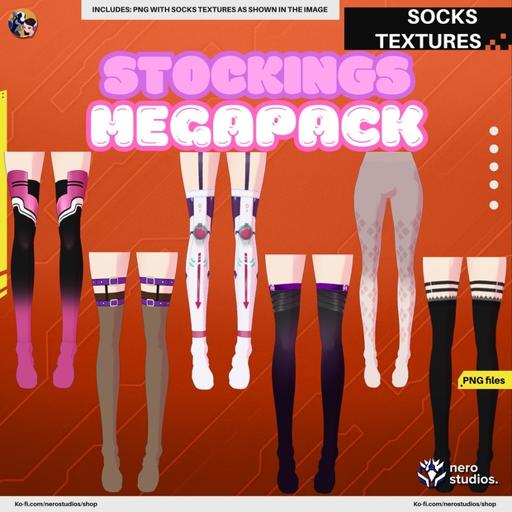 INCLUDES: PNG WITH SOCKS TEXTURES AS SHOWN IN THE IMAGE
SOCKS
TEXTURES
STOCKINGS
MEGAPACK
PNG files
nero
studios.
Ko-fi.com/nerostudios/shop
Ko-fi.com/nerostudios/shop